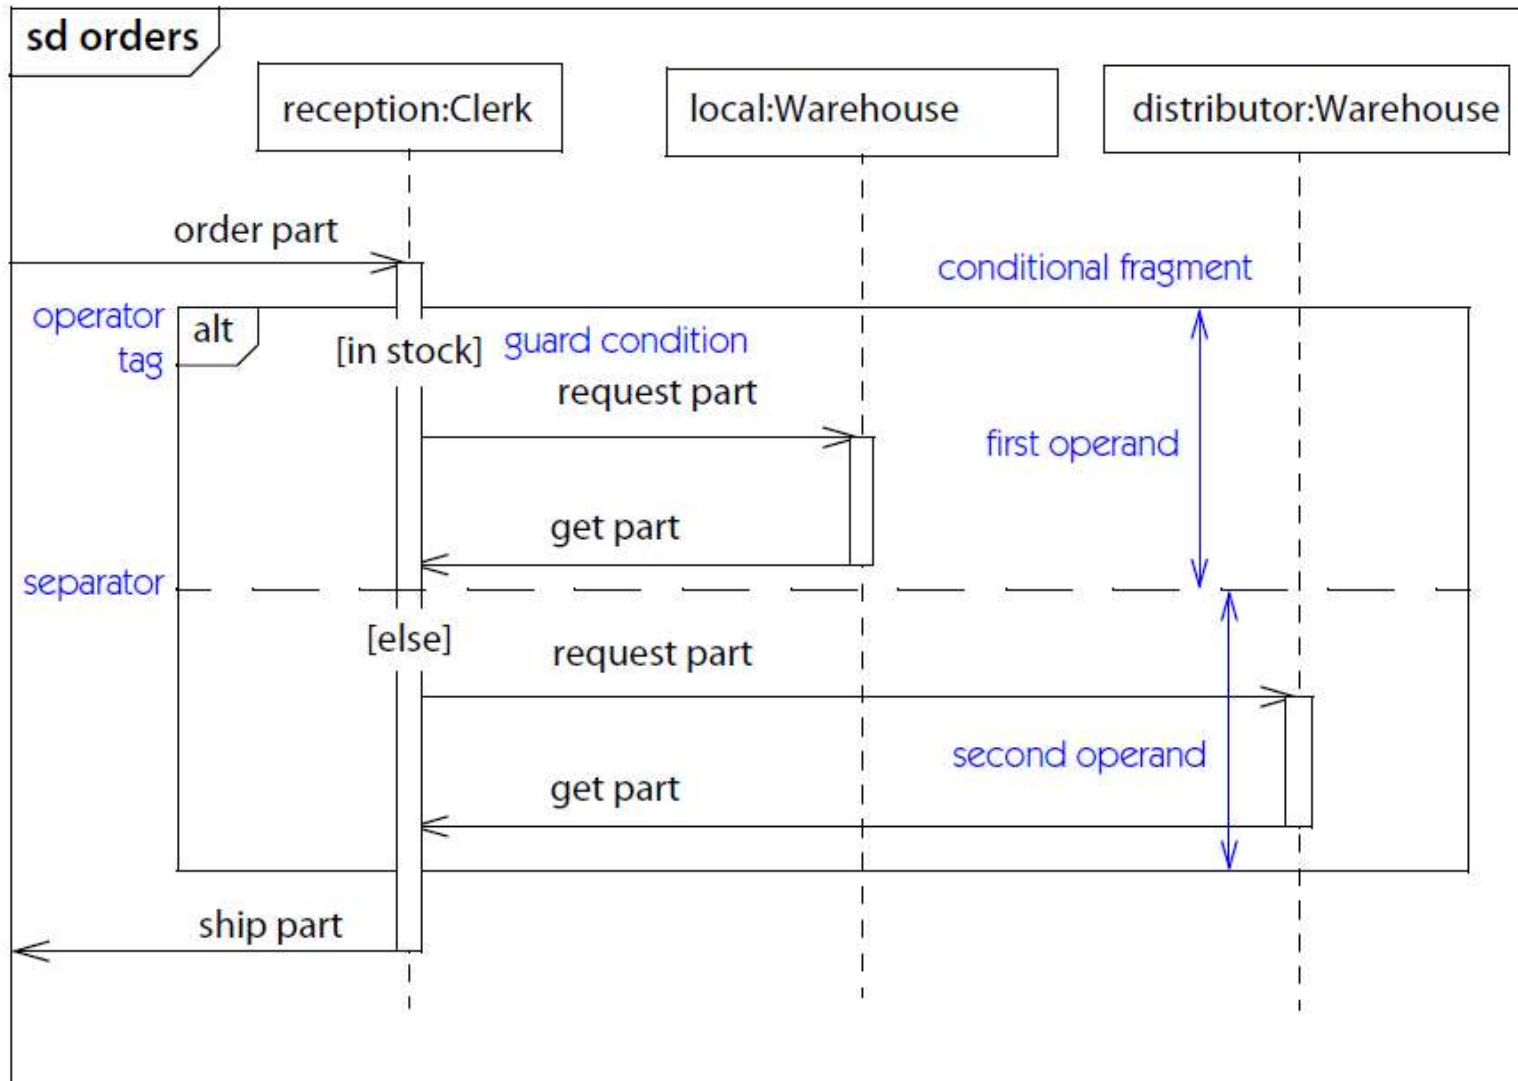 sd orders
reception:Clerk
local:Warehouse
distributor:Warehouse
order part
conditional fragment
operator
tag
alt
[in stock]
guard condition
request part
first operand
get part
separator
[else]
request part
second operand
get part
ship part